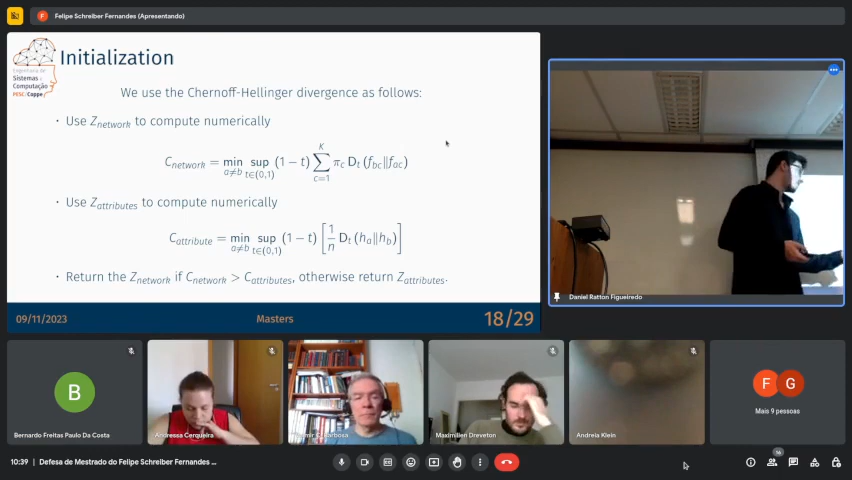 Felipe Schreiber Fernandes (Apresentando)
Engenharia de
Sistemas e
Computação
PESC/Coppe
Initialization
We use the Chernoff-Hellinger divergence as follows:
• Use Z_network to compute numerically
C_network = min_{a≠b} sup_{t∈(0,1)} (1 − t) ∑_{c=1}^{K} π_c D_t (f_bc‖f_ac)
• Use Z_attributes to compute numerically
C_attribute = min_{a≠b} sup_{t∈(0,1)} (1 − t) [1/n D_t (h_a‖h_b)]
• Return the Z_network if C_network > C_attributes, otherwise return Z_attributes.
09/11/2023 Masters 18/29
Daniel Ratton Figueiredo
B
F G
Mais 9 pessoas
Bernardo Freitas Paulo Da Costa
Andressa Cerqueira
Maximilien Dreveton
Andreia Klein
10:39 | Defesa de Mestrado do Felipe Schreiber Fernandes ...
16